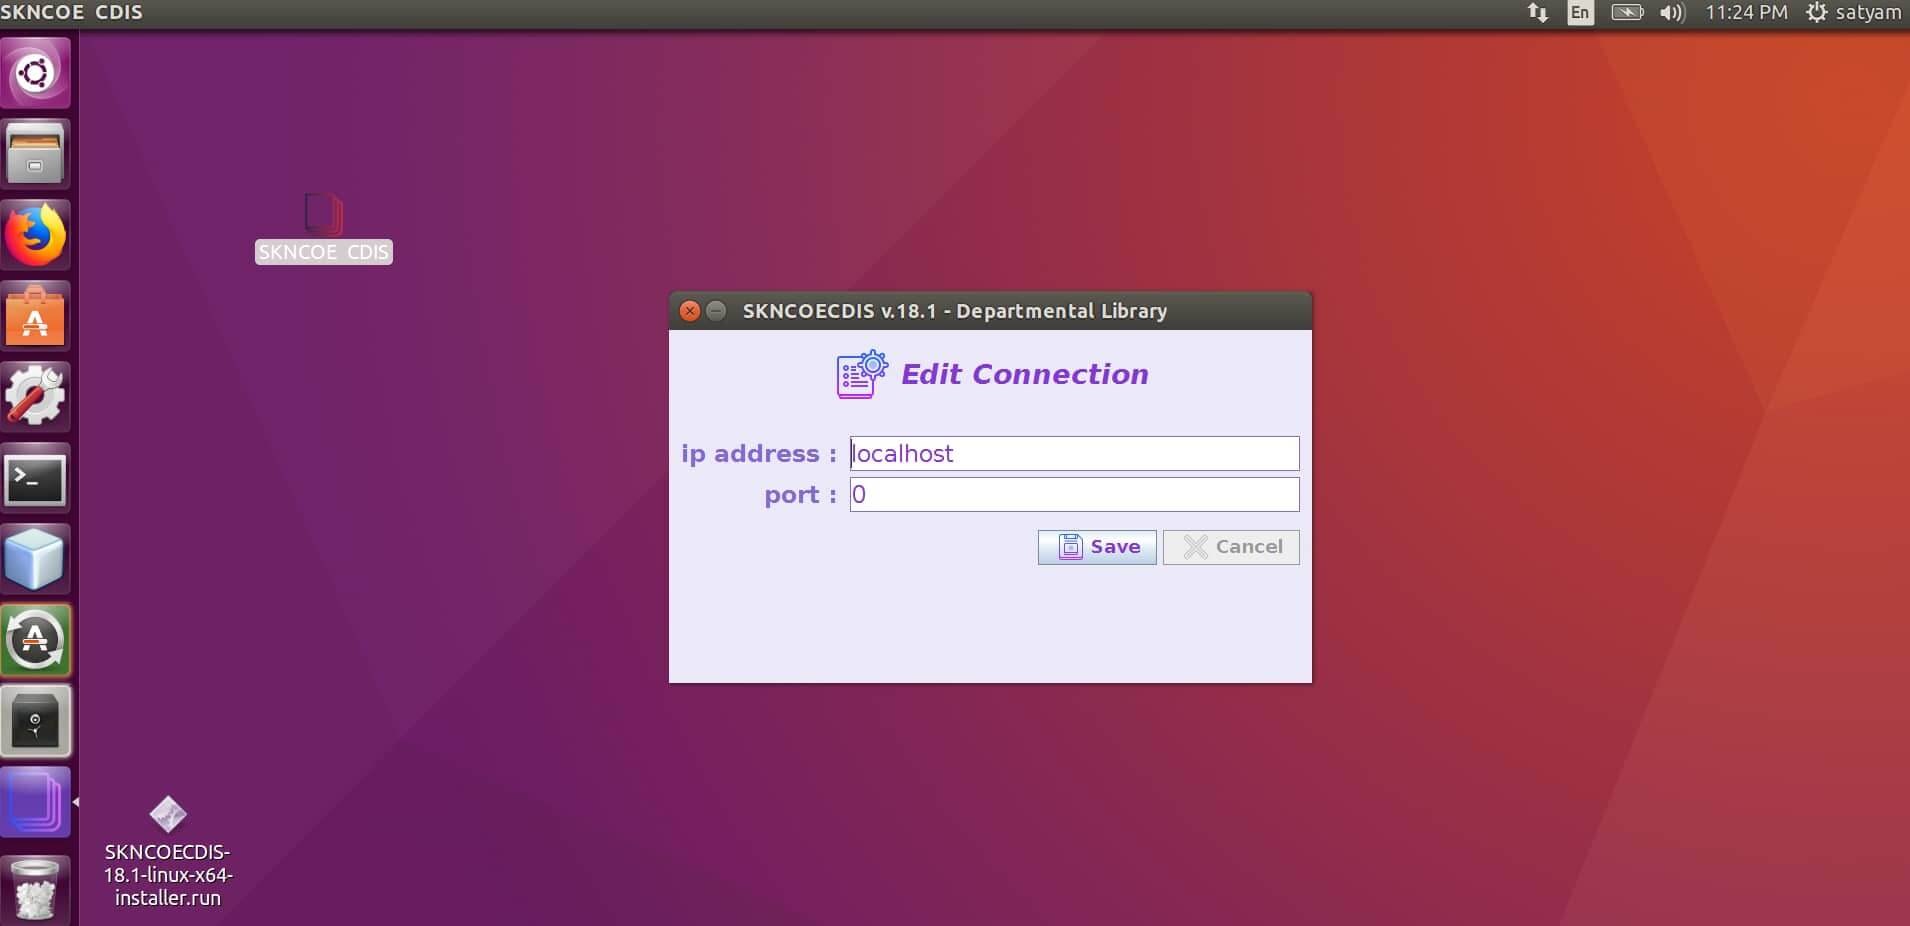 SKNCOE CDIS
En
11:24 PM
satyam
SKNCOE CDIS
SKNCOECDIS v.18.1 - Departmental Library
Edit Connection
ip address : localhost
port : 0
Save
Cancel
SKNCOECDIS-
18.1-linux-x64-
installer.run